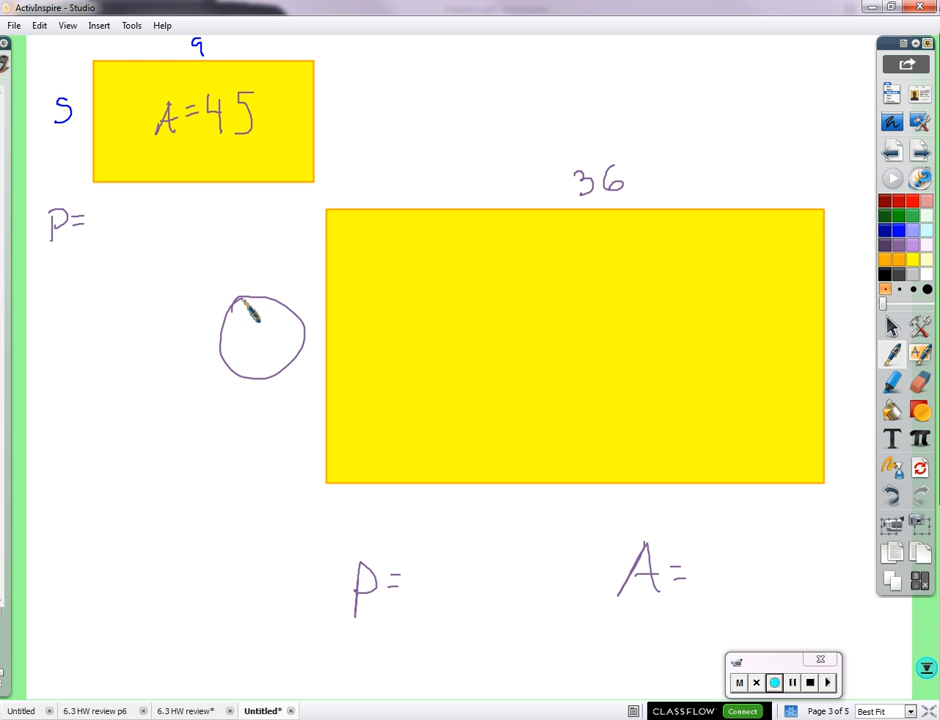 ActivInspire - Studio
File Edit View Insert Tools Help
9
5
A=45
36
P=
P=
A=
M
Untitled
6.3 HW review p6
6.3 HW review*
Untitled*
CLASSFLOW
Connect
Page 3 of 5
Best Fit